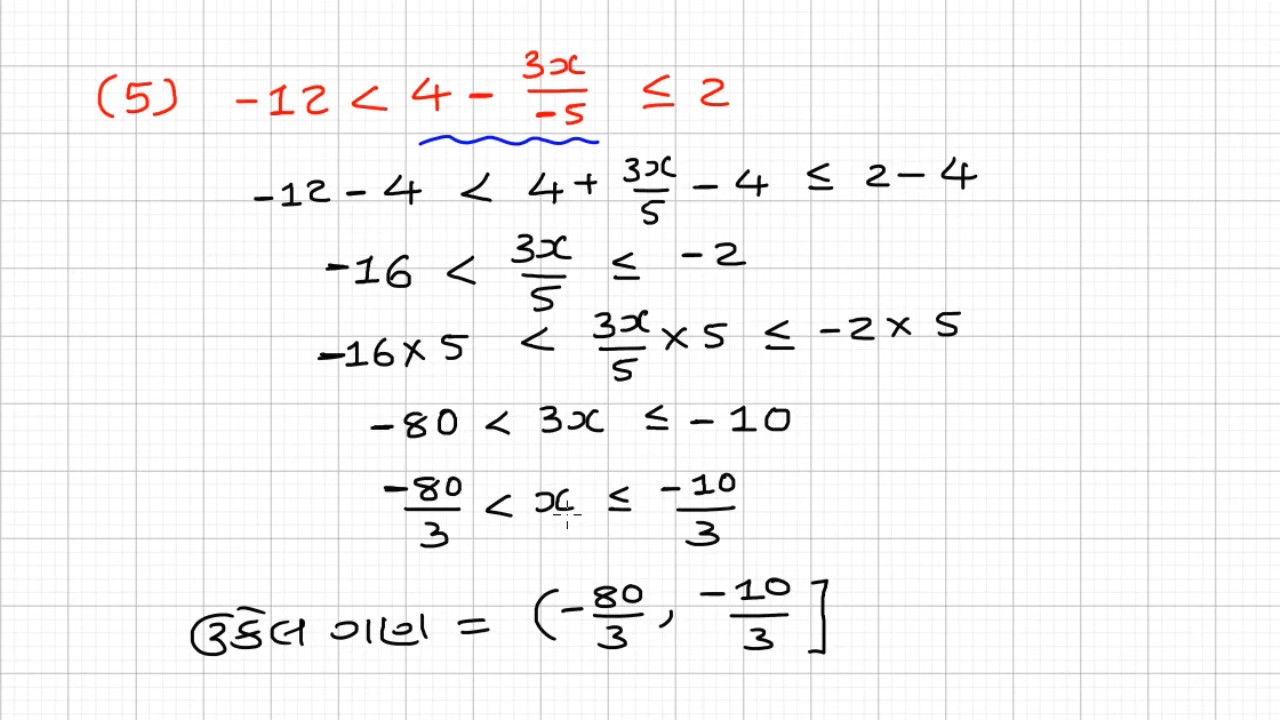 (5) -12 < 4 - 3x/-5 ≤ 2
-12 - 4 < 4 + 3x/5 - 4 ≤ 2 - 4
-16 < 3x/5 ≤ -2
-16 × 5 < 3x/5 × 5 ≤ -2 × 5
-80 < 3x ≤ -10
-80/3 < x ≤ -10/3
ઉકેલ ગણ = (-80/3, -10/3]